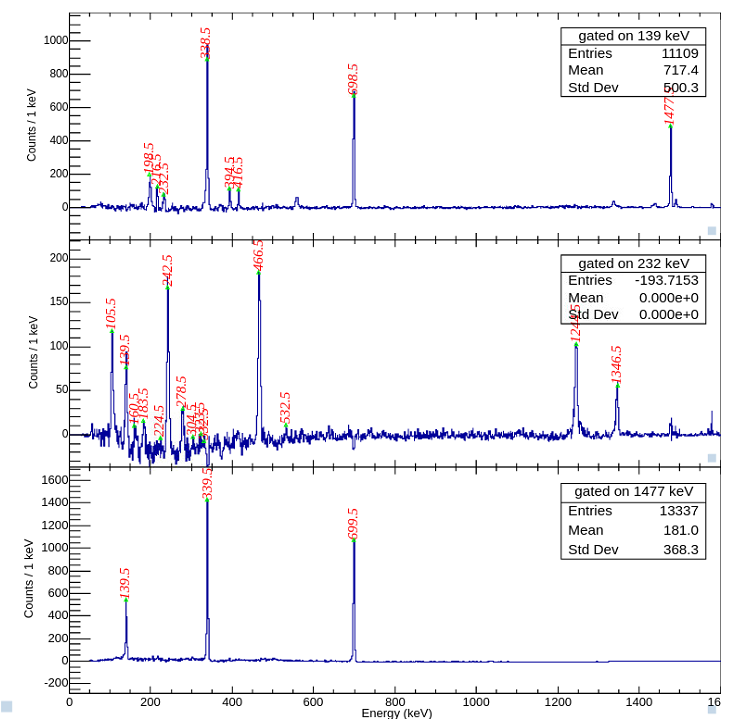 gated on 139 keV
Entries 11109
Mean 717.4
Std Dev 500.3
Counts / 1 keV
1000
800
600
400
200
0
198.5
216.5
232.5
338.5
394.5
416.5
698.5
1477.5
gated on 232 keV
Entries -193.7153
Mean 0.000e+0
Std Dev 0.000e+0
Counts / 1 keV
200
150
100
50
0
105.5
139.5
160.5
183.5
224.5
242.5
278.5
304.5
466.5
532.5
1346.5
gated on 1477 keV
Entries 13337
Mean 181.0
Std Dev 368.3
Counts / 1 keV
1600
1400
1200
1000
800
600
400
200
0
-200
139.5
339.5
699.5
0 200 400 600 800 1000 1200 1400 16
Energy (keV)